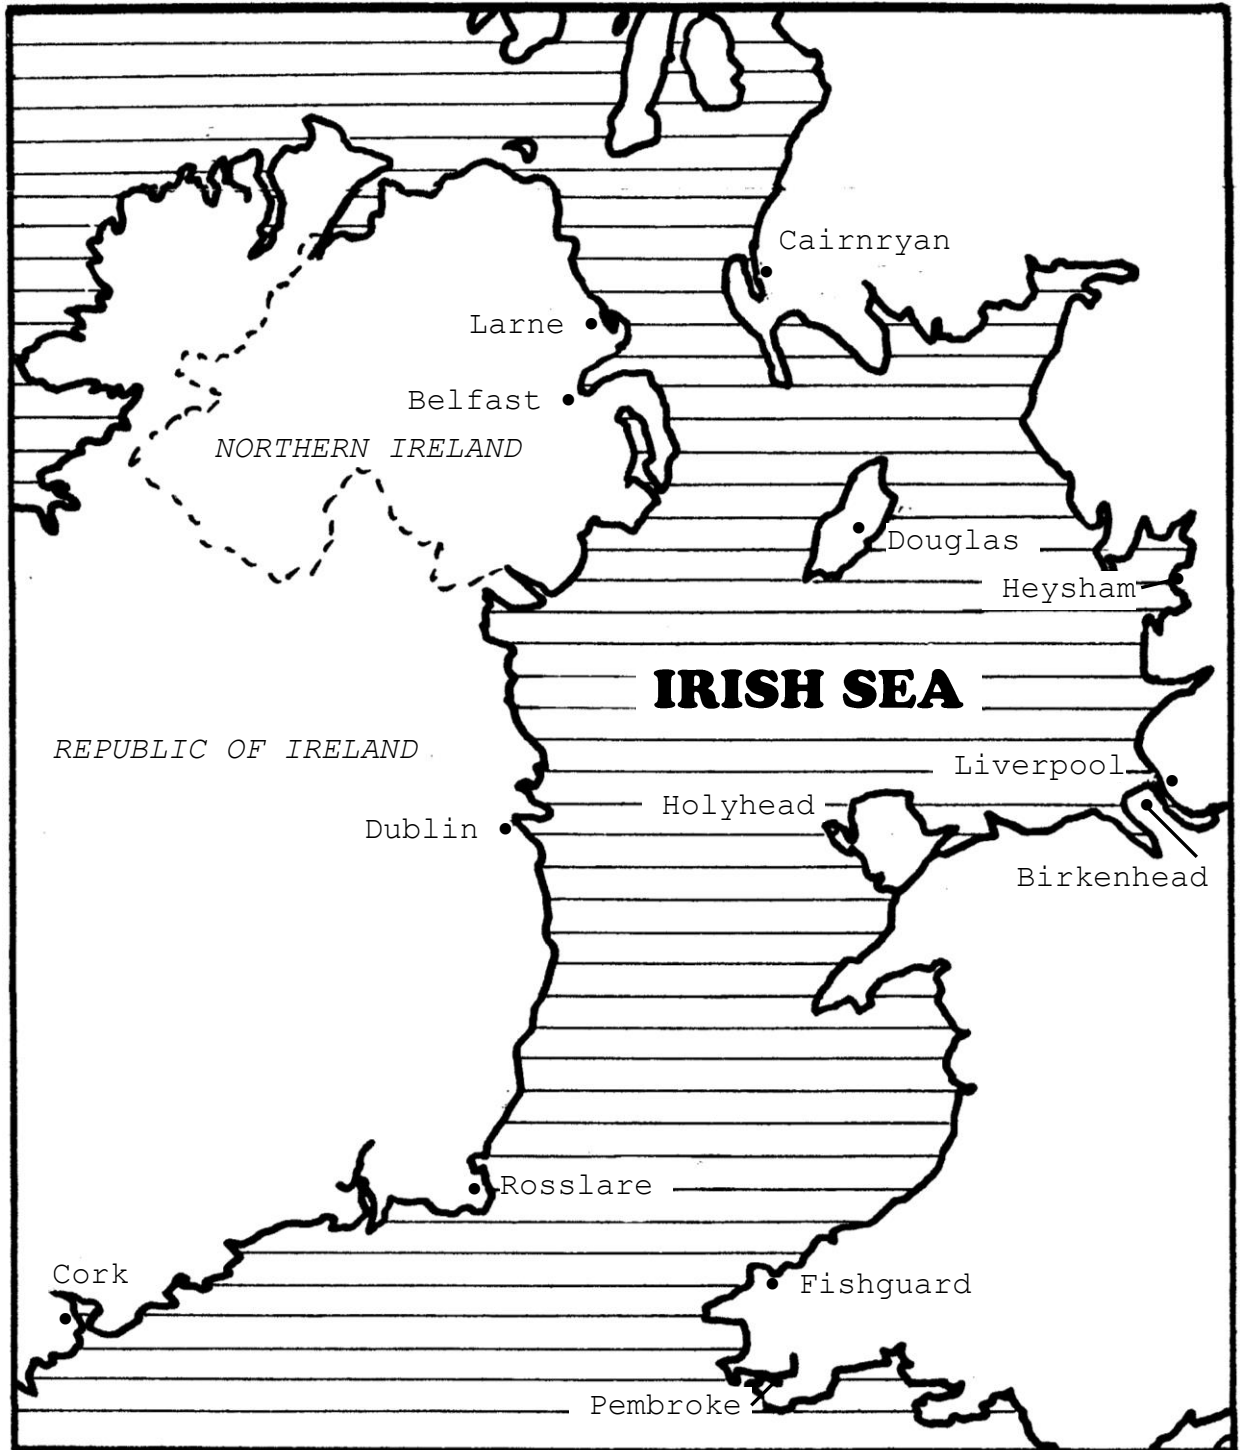 Cairnryan
Larne
Belfast
NORTHERN IRELAND
Douglas
Heysham
IRISH SEA
REPUBLIC OF IRELAND
Liverpool
Holyhead
Dublin
Birkenhead
Rosslare
Cork
Fishguard
Pembroke